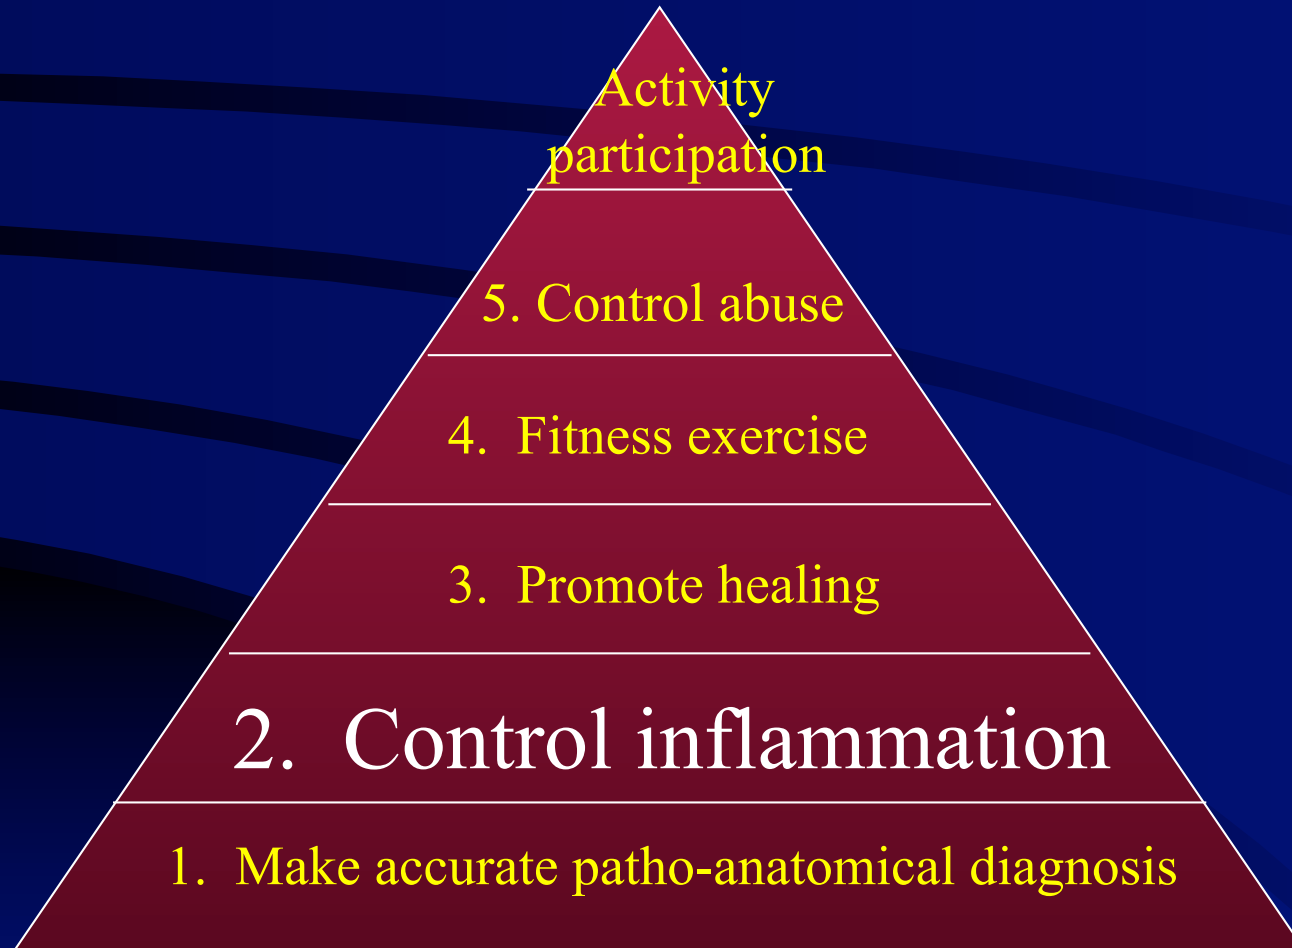 Activity
participation
5. Control abuse
4. Fitness exercise
3. Promote healing
2. Control inflammation
1. Make accurate patho-anatomical diagnosis